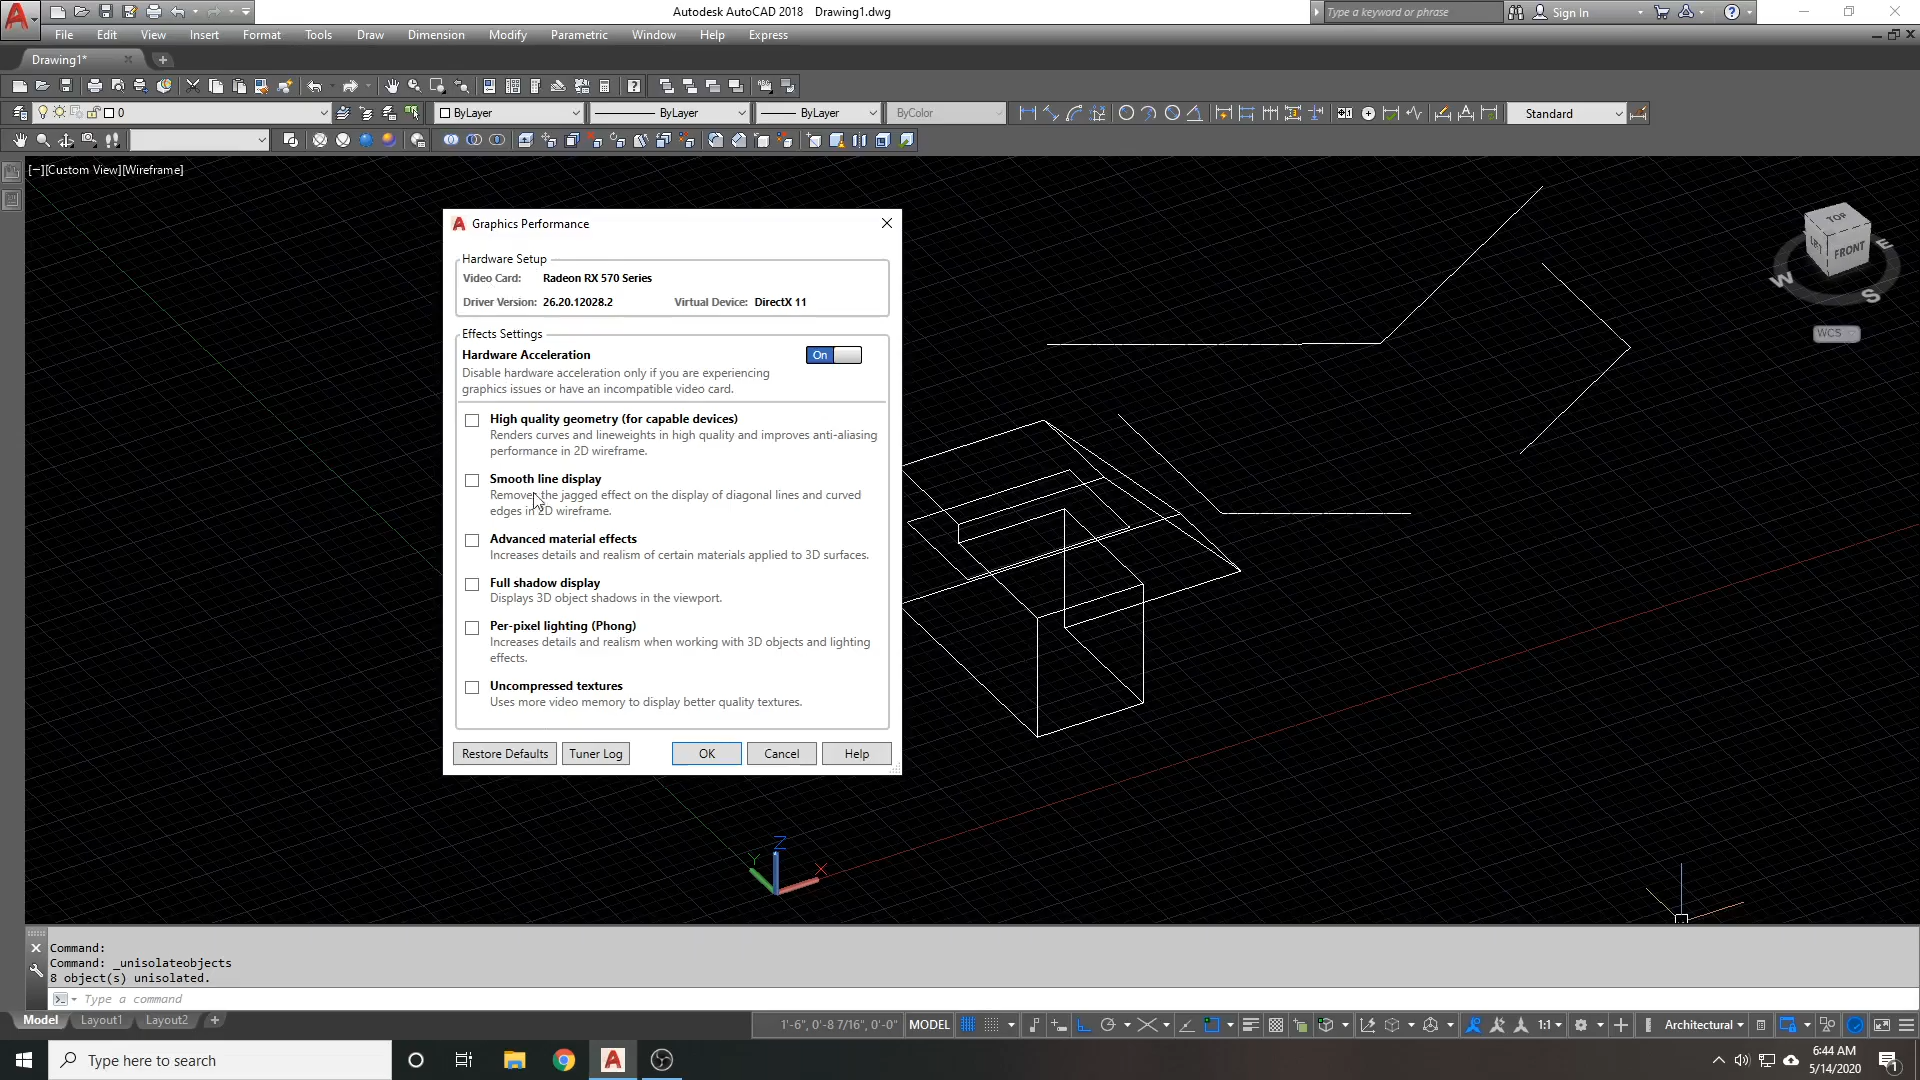 Autodesk AutoCAD 2018 Drawing1.dwg
Type a keyword or phrase
Sign In
File Edit View Insert Format Tools Draw Dimension Modify Parametric Window Help Express
Drawing1*
0
ByLayer
ByLayer
ByLayer
ByColor
Standard
[−][Custom View][Wireframe]
TOP
LEFT
FRONT
E
W
S
WCS
Graphics Performance
Hardware Setup
Video Card: Radeon RX 570 Series
Driver Version: 26.20.12028.2 Virtual Device: DirectX 11
Effects Settings
Hardware Acceleration
On
Disable hardware acceleration only if you are experiencing
graphics issues or have an incompatible video card.
High quality geometry (for capable devices)
Renders curves and lineweights in high quality and improves anti-aliasing
performance in 2D wireframe.
Smooth line display
Removes the jagged effect on the display of diagonal lines and curved
edges in 2D wireframe.
Advanced material effects
Increases details and realism of certain materials applied to 3D surfaces.
Full shadow display
Displays 3D object shadows in the viewport.
Per-pixel lighting (Phong)
Increases details and realism when working with 3D objects and lighting
effects.
Uncompressed textures
Uses more video memory to display better quality textures.
Restore Defaults
Tuner Log
OK
Cancel
Help
Z
Y
X
Command:
Command: _unisolateobjects
8 object(s) unisolated.
Type a command
Model Layout1 Layout2
1'-6", 0'-8 7/16", 0'-0"
MODEL
1:1
Architectural
Type here to search
6:44 AM
5/14/2020
1